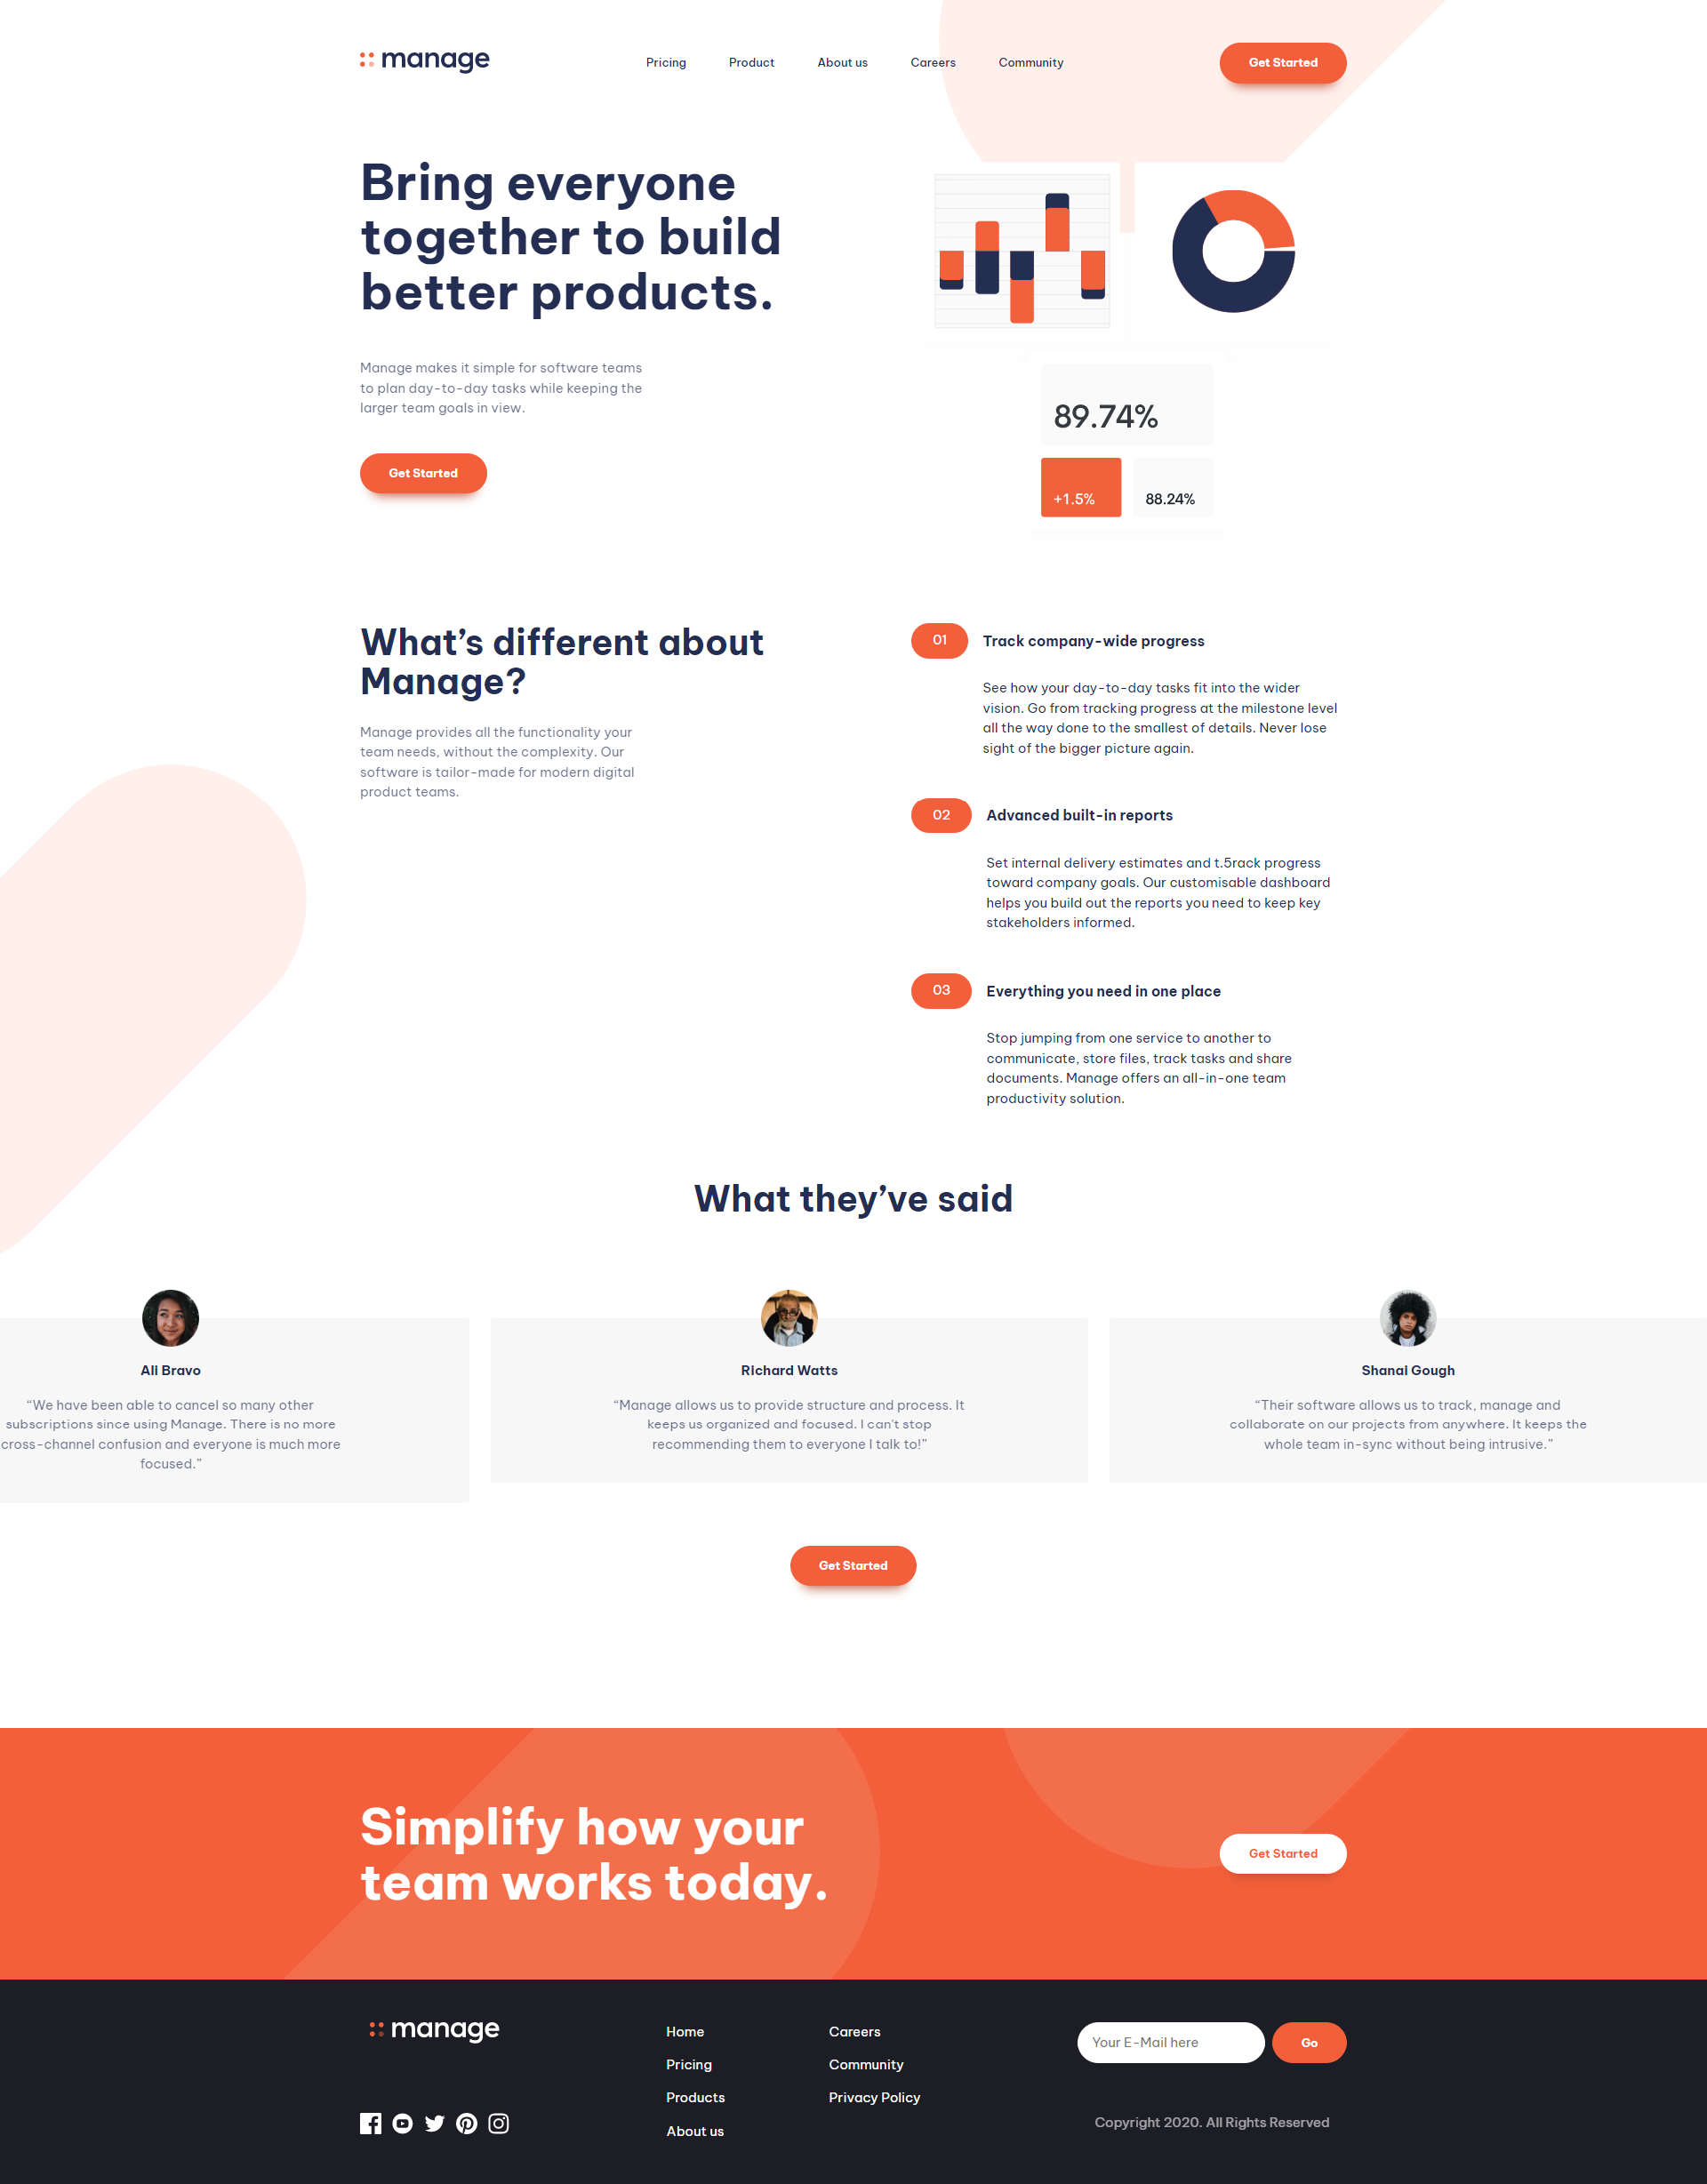 manage
Pricing
Product
About us
Careers
Community
Get Started
Bring everyone
together to build
better products.
Manage makes it simple for software teams
to plan day-to-day tasks while keeping the
larger team goals in view.
Get Started
89.74%
+1.5%
88.24%
What’s different about
Manage?
Manage provides all the functionality your
team needs, without the complexity. Our
software is tailor-made for modern digital
product teams.
01
Track company-wide progress
See how your day-to-day tasks fit into the wider
vision. Go from tracking progress at the milestone level
all the way done to the smallest of details. Never lose
sight of the bigger picture again.
02
Advanced built-in reports
Set internal delivery estimates and t.5rack progress
toward company goals. Our customisable dashboard
helps you build out the reports you need to keep key
stakeholders informed.
03
Everything you need in one place
Stop jumping from one service to another to
communicate, store files, track tasks and share
documents. Manage offers an all-in-one team
productivity solution.
What they’ve said
Ali Bravo
“We have been able to cancel so many other
subscriptions since using Manage. There is no more
cross-channel confusion and everyone is much more
focused.”
Richard Watts
“Manage allows us to provide structure and process. It
keeps us organized and focused. I can’t stop
recommending them to everyone I talk to!”
Shanai Gough
“Their software allows us to track, manage and
collaborate on our projects from anywhere. It keeps the
whole team in-sync without being intrusive.”
Get Started
Simplify how your
team works today.
Get Started
manage
Home
Pricing
Products
About us
Careers
Community
Privacy Policy
Your E-Mail here
Go
Copyright 2020. All Rights Reserved